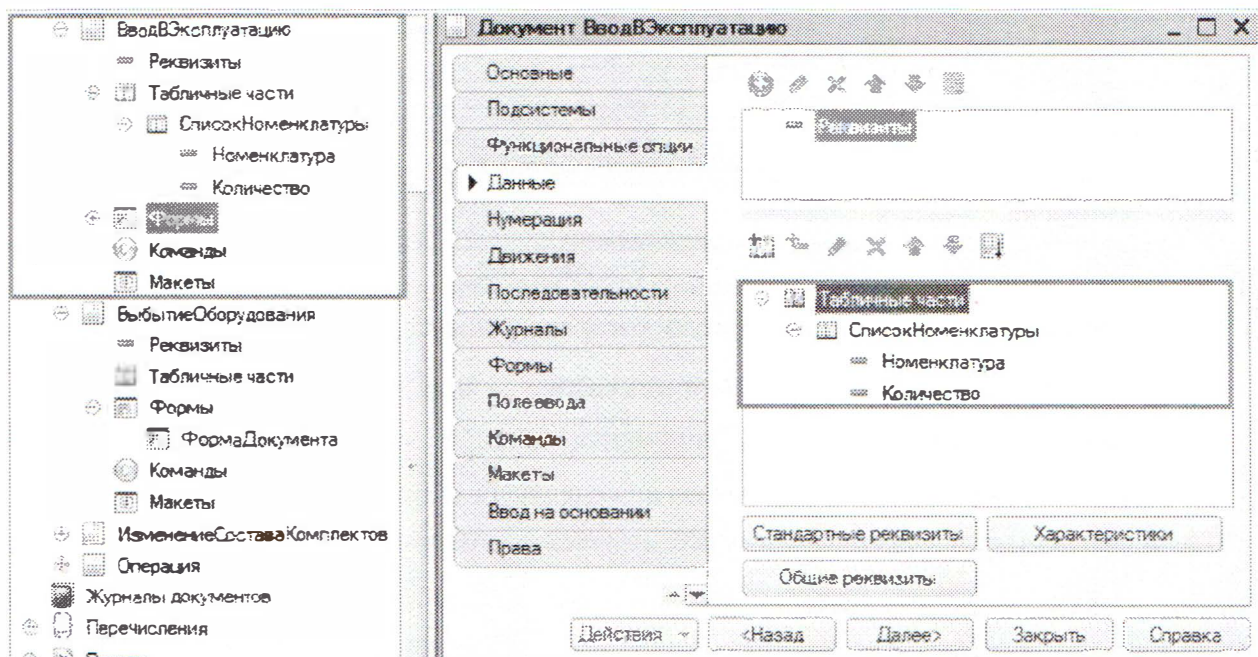 ВводВЭксплуатацию
Реквизиты
Табличные части
СписокНоменклатуры
Номенклатура
Количество
Формы
Команды
Макеты
ВыбытиеОборудования
Реквизиты
Табличные части
Формы
ФормаДокумента
Команды
Макеты
ИзменениеСоставаКомплектов
Операция
Журналы документов
Перечисления
Документ ВводВЭксплуатацию
Основные
Подсистемы
Функциональные опции
Данные
Нумерация
Движения
Последовательности
Журналы
Формы
Поле ввода
Команды
Макеты
Ввод на основании
Права
Реквизиты
Табличные части
СписокНоменклатуры
Номенклатура
Количество
Стандартные реквизиты
Характеристики
Общие реквизиты
Действия
<Назад
Далее>
Закрыть
Справка